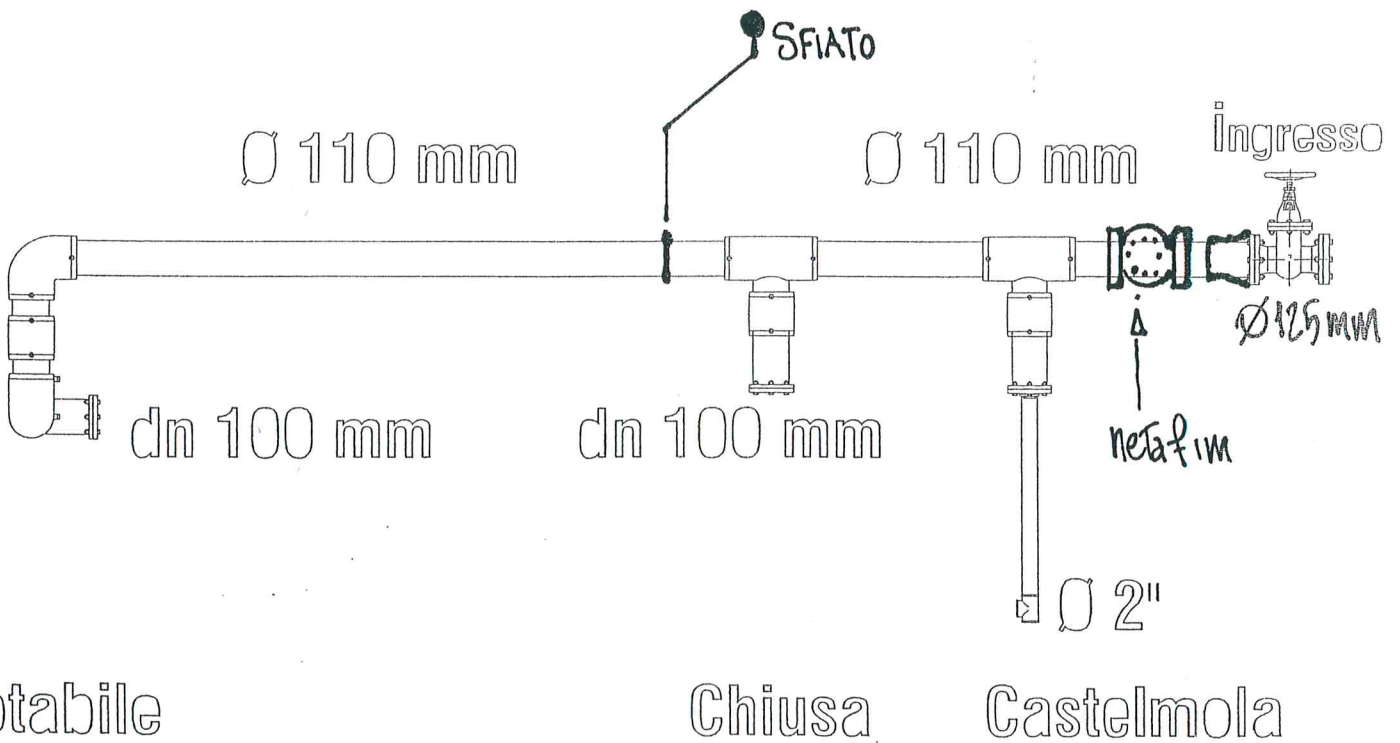 SFIATO
Ø 110 mm
Ø 110 mm
ingresso
Ø125mm
dn 100 mm
dn 100 mm
netafim
Ø 2"
otabile
Chiusa
Castelmola